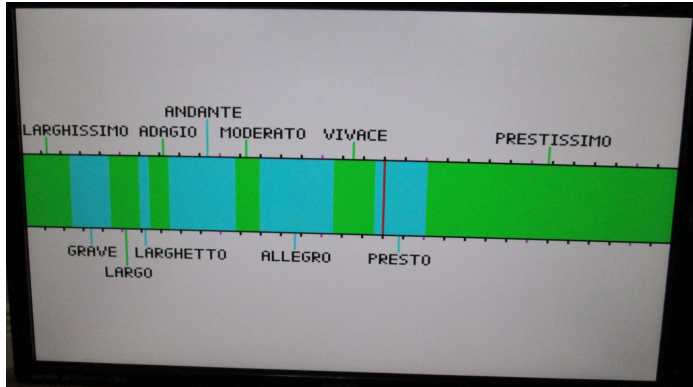 ANDANTE
LARGHISSIMO ADAGIO MODERATO VIVACE PRESTISSIMO
GRAVE LARGHETTO ALLEGRO PRESTO
LARGO